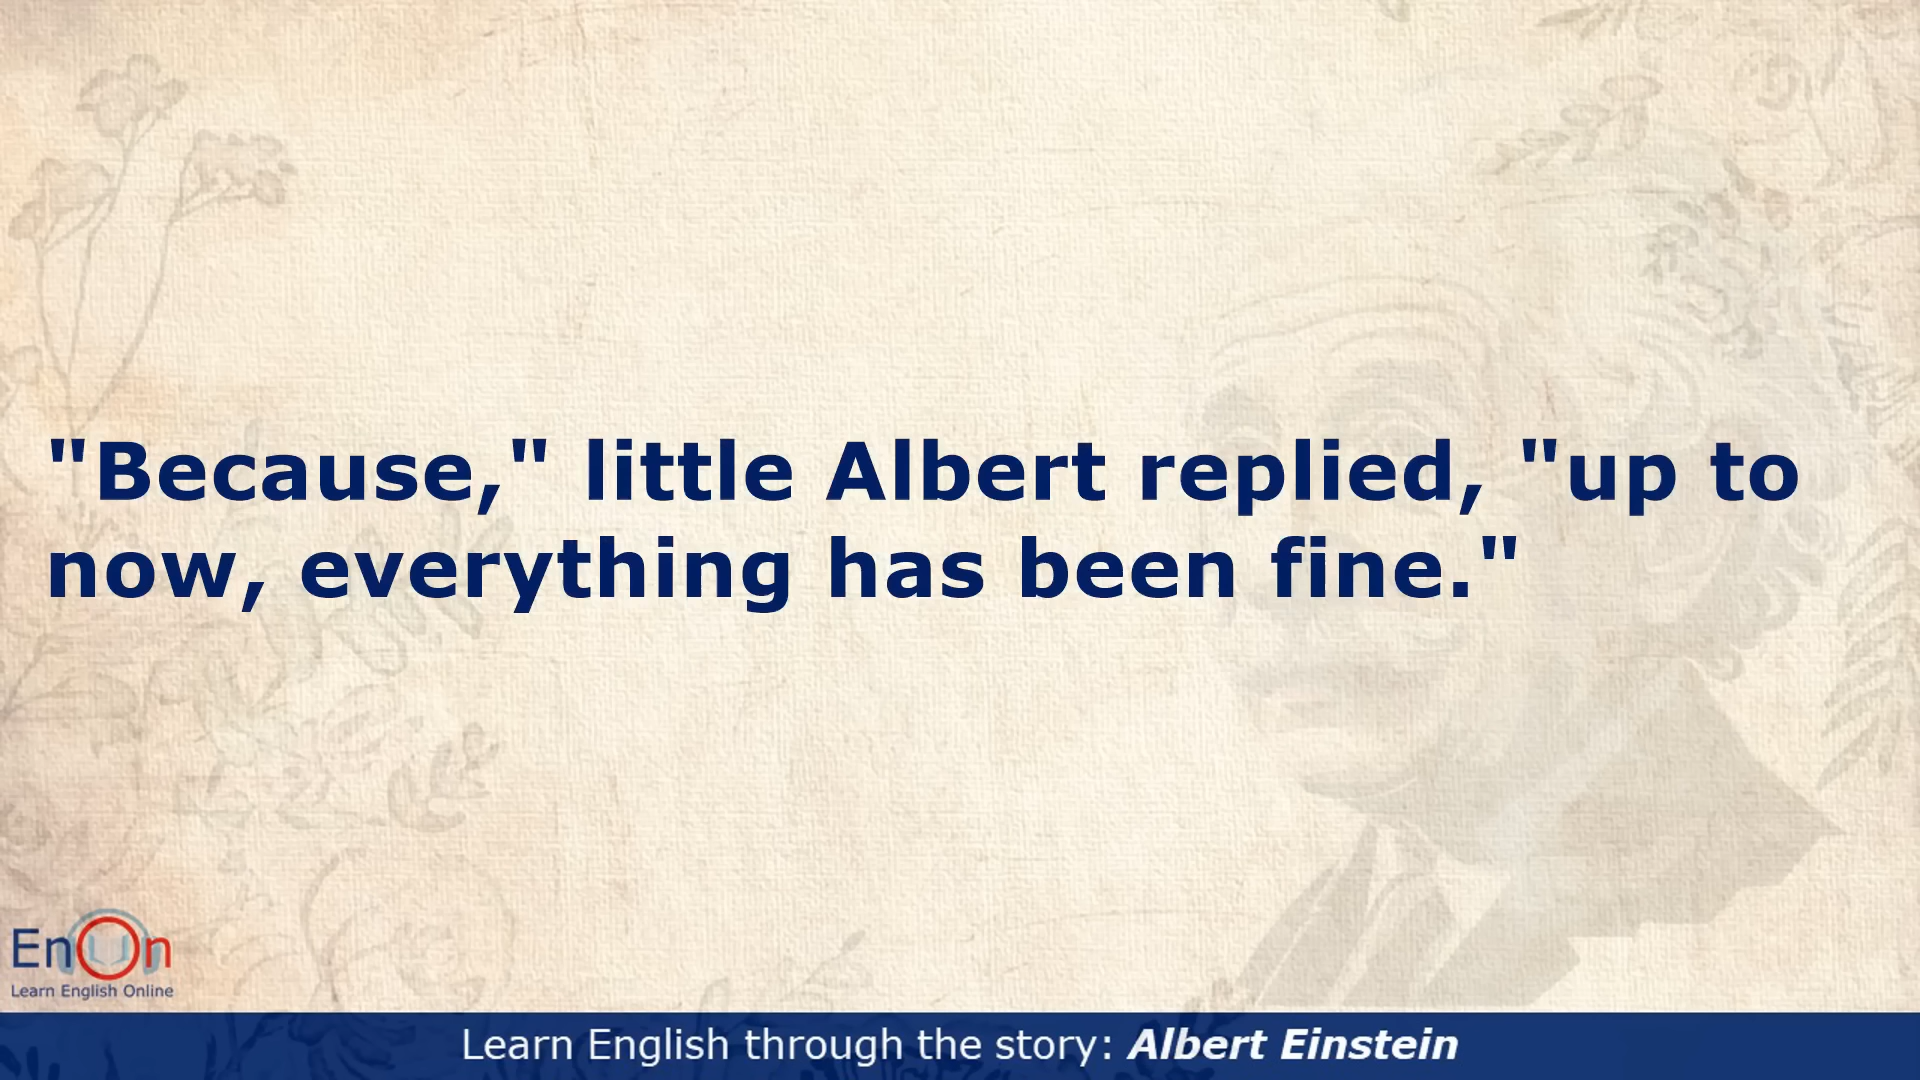 "Because," little Albert replied, "up to
now, everything has been fine."
EnOn
Learn English Online
Learn English through the story: Albert Einstein